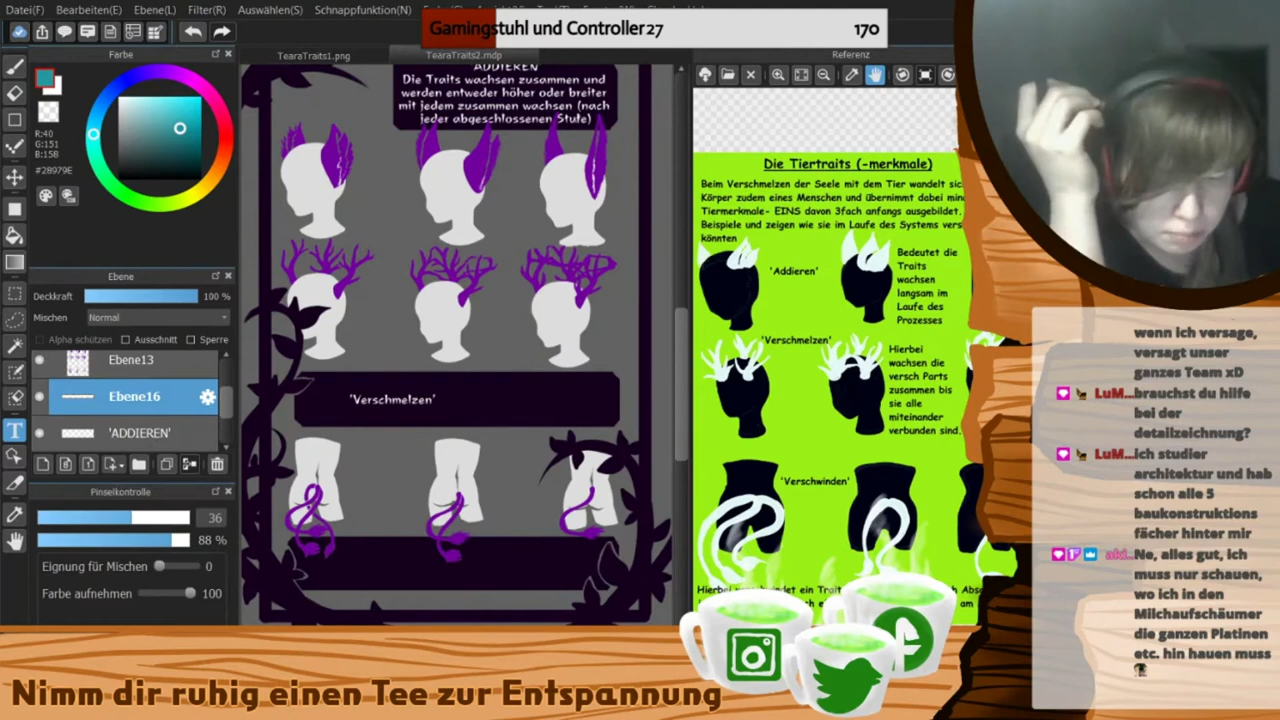 Datei(F) Bearbeiten(E) Ebene(L) Filter(R) Auswählen(S) Schnappfunktion(N)
Gamingstuhl und Controller 27 170
Farbe
TearaTraits1.png
TearaTraits2.mdp
Referenz
R:40
G:151
B:158
#28979E
ADDIEREN
Die Traits wachsen zusammen und
werden entweder höher oder breiter
mit jedem zusammen wachsen (nach
jeder abgeschlossenen Stufe)
'Verschmelzen'
Ebene
Deckkraft 100 %
Mischen Normal
Alpha schützen Ausschnitt Sperre
Ebene13
Ebene16
'ADDIEREN'
Pinselkontrolle
36
88 %
Eignung für Mischen 0
Farbe aufnehmen 100
Die Tiertraits (-merkmale)
Beim Verschmelzen der Seele mit dem Tier wandelt sic
Körper zudem eines Menschen und übernimmt dabei min
Tiermerkmale- EINS davon 3fach anfangs ausgebildet.
Beispiele und zeigen wie sie im Laufe des Systems vers
könnten
'Addieren'
Bedeutet die
Traits
wachsen
langsam im
Laufe des
Prozesses
'Verschmelzen'
Hierbei
wachsen die
versch Parts
zusammen bis
sie alle
miteinander
verbunden sind.
'Verschwinden'
wenn ich versage,
versagt unser
ganzes Team xD
LuM... brauchst du hilfe
bei der
detailzeichnung?
LuM... ich studier
architektur und hab
schon alle 5
baukonstruktions
fächer hinter mir
aki... Ne, alles gut, ich
muss nur schauen,
wo ich in den
Milchaufschäumer
die ganzen Platinen
etc. hin hauen muss
Nimm dir ruhig einen Tee zur Entspannung